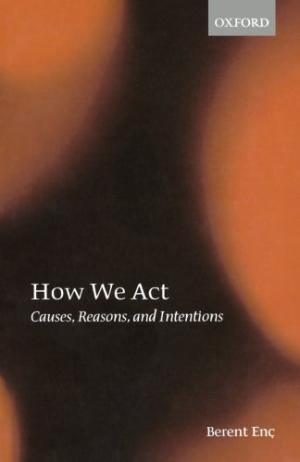 OXFORD
How We Act
Causes, Reasons, and Intentions
Berent Enç